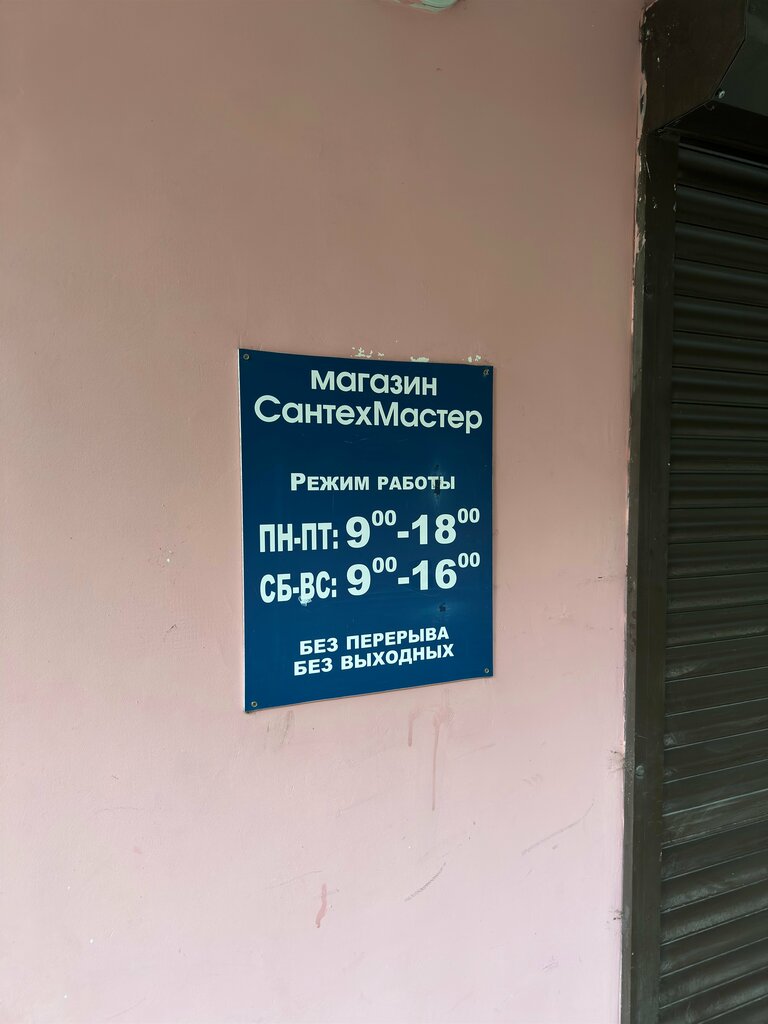 магазин
СантехМастер
Режим работы
ПН-ПТ: 9⁰⁰-18⁰⁰
СБ-ВС: 9⁰⁰-16⁰⁰
БЕЗ ПЕРЕРЫВА
БЕЗ ВЫХОДНЫХ